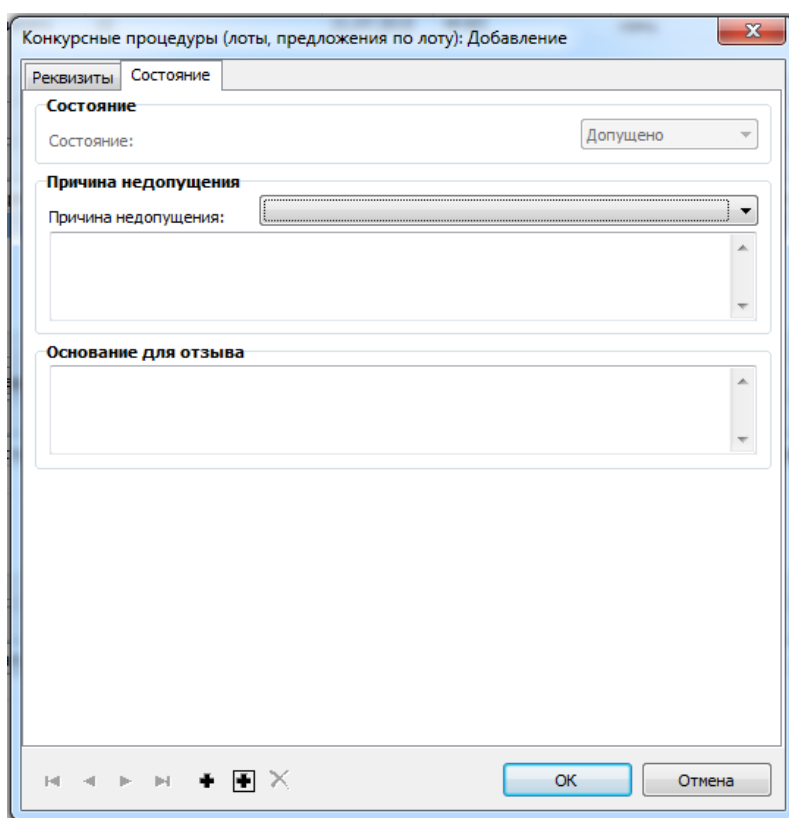 Конкурсные процедуры (лоты, предложения по лоту): Добавление
Реквизиты Состояние
Состояние
Состояние: Допущено
Причина недопущения
Причина недопущения:
Основание для отзыва
ОК Отмена